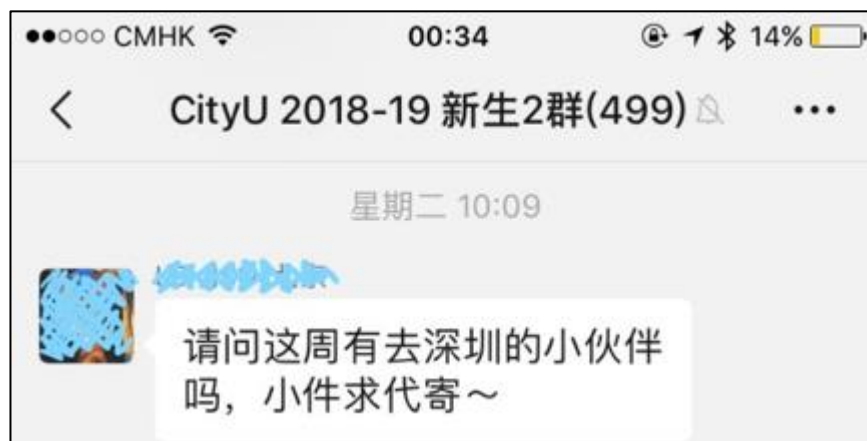 CMHK 00:34 14%
CityU 2018-19 新生2群(499)
星期二 10:09
请问这周有去深圳的小伙伴
吗，小件求代寄～